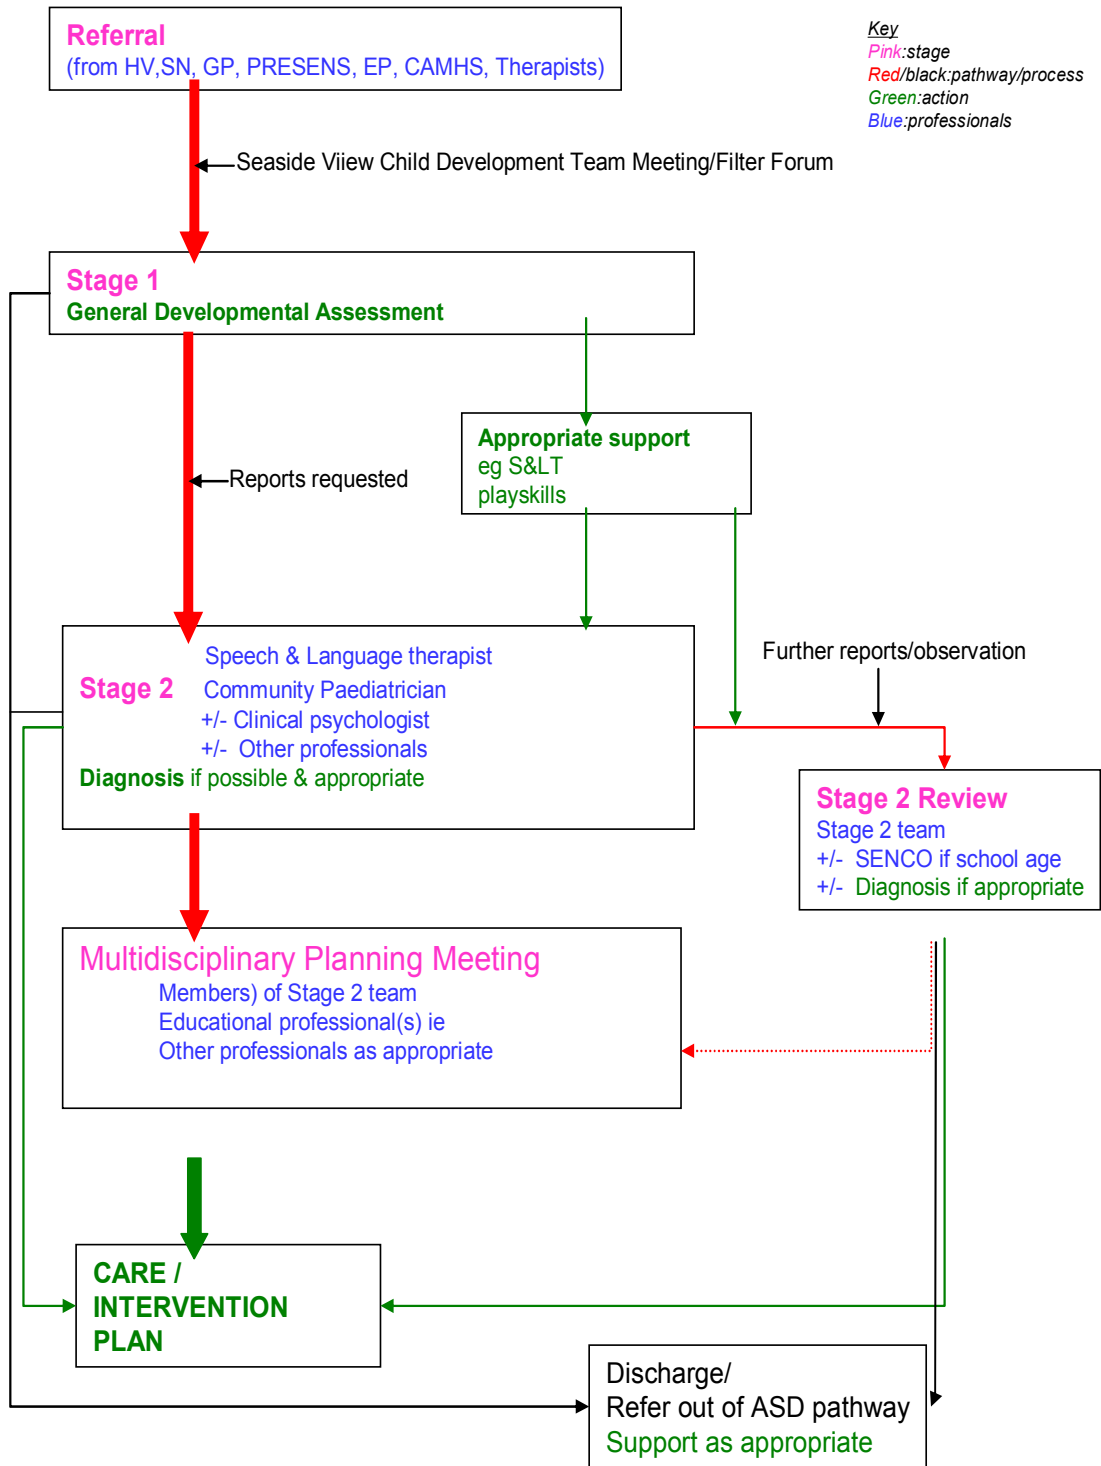 Referral
(from HV,SN, GP, PRESENS, EP, CAMHS, Therapists)
Key
Pink:stage
Red/black:pathway/process
Green:action
Blue:professionals
Seaside Viiew Child Development Team Meeting/Filter Forum
Stage 1
General Developmental Assessment
Appropriate support
eg S&LT
playskills
Reports requested
Speech & Language therapist
Stage 2 Community Paediatrician
+/- Clinical psychologist
+/- Other professionals
Diagnosis if possible & appropriate
Further reports/observation
Stage 2 Review
Stage 2 team
+/- SENCO if school age
+/- Diagnosis if appropriate
Multidisciplinary Planning Meeting
Members) of Stage 2 team
Educational professional(s) ie
Other professionals as appropriate
CARE /
INTERVENTION
PLAN
Discharge/
Refer out of ASD pathway
Support as appropriate